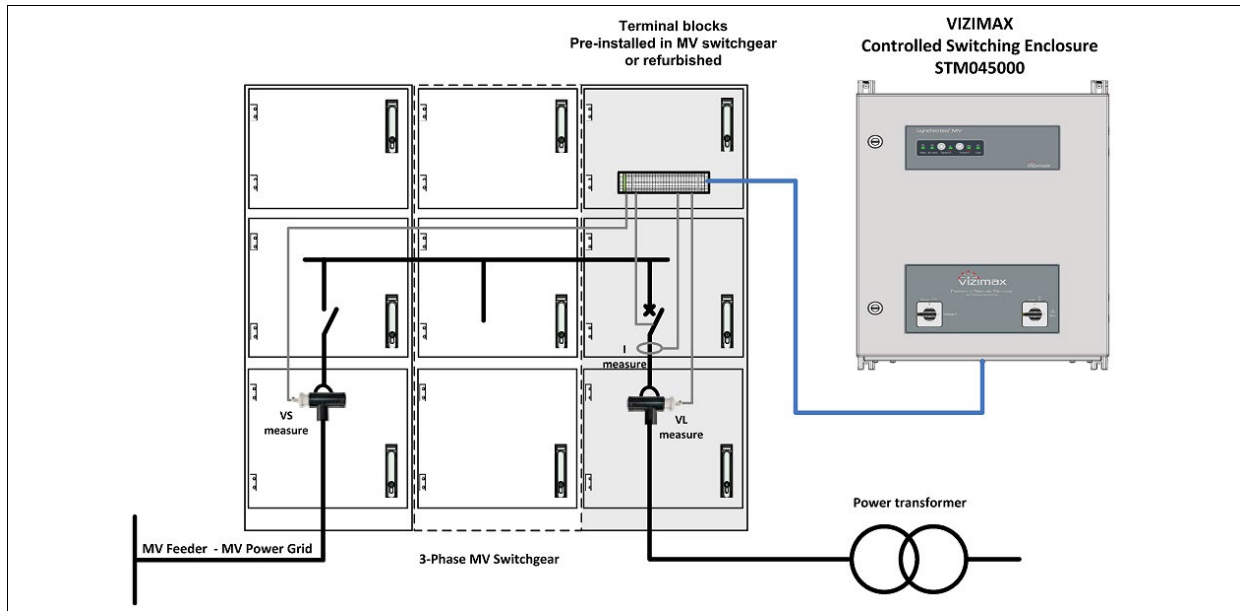 Terminal blocks
Pre-installed in MV switchgear
or refurbished
VIZIMAX
Controlled Switching Enclosure
STM045000
vizimax
I
measure
VS
measure
VL
measure
Power transformer
MV Feeder - MV Power Grid
3-Phase MV Switchgear